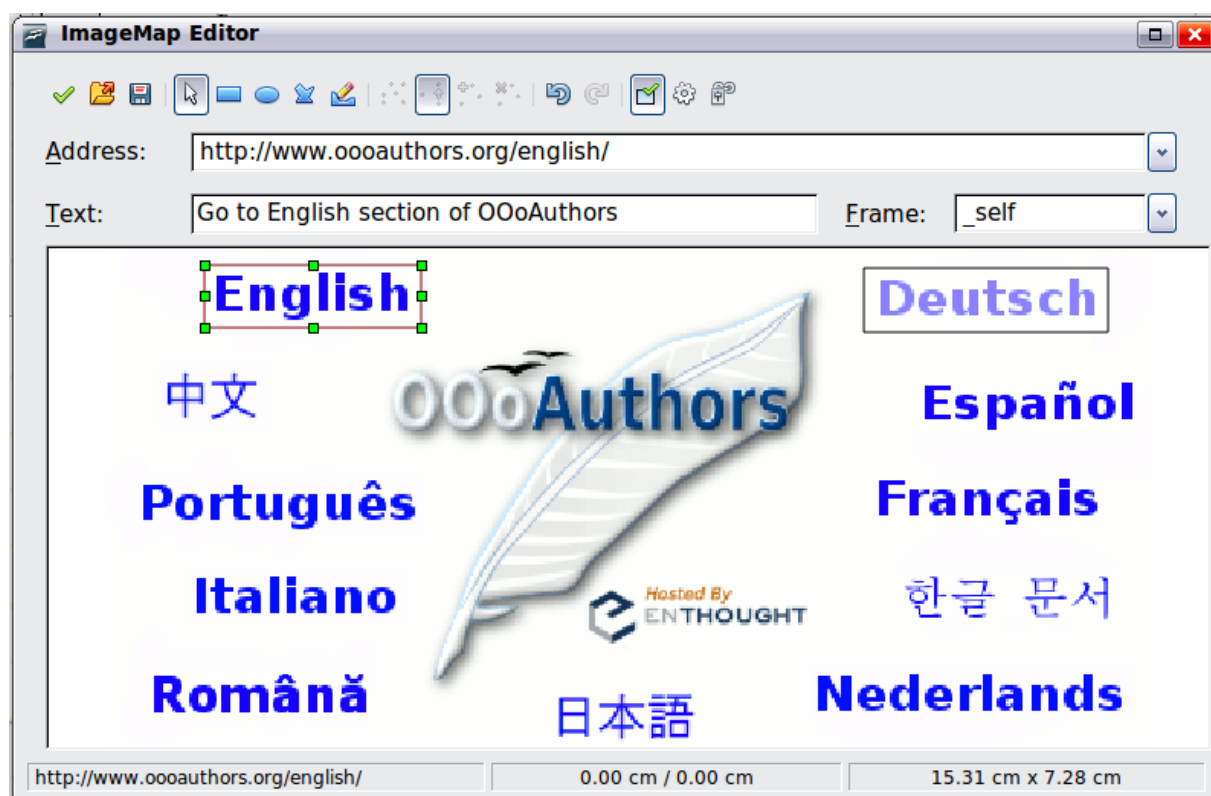 ImageMap Editor
Address: http://www.oooauthors.org/english/
Text: Go to English section of OOoAuthors Frame: _self
English Deutsch
中文 OOoAuthors Español
Português Français
Italiano Hosted By ENTHOUGHT 한글 문서
Română 日本語 Nederlands
http://www.oooauthors.org/english/ 0.00 cm / 0.00 cm 15.31 cm x 7.28 cm